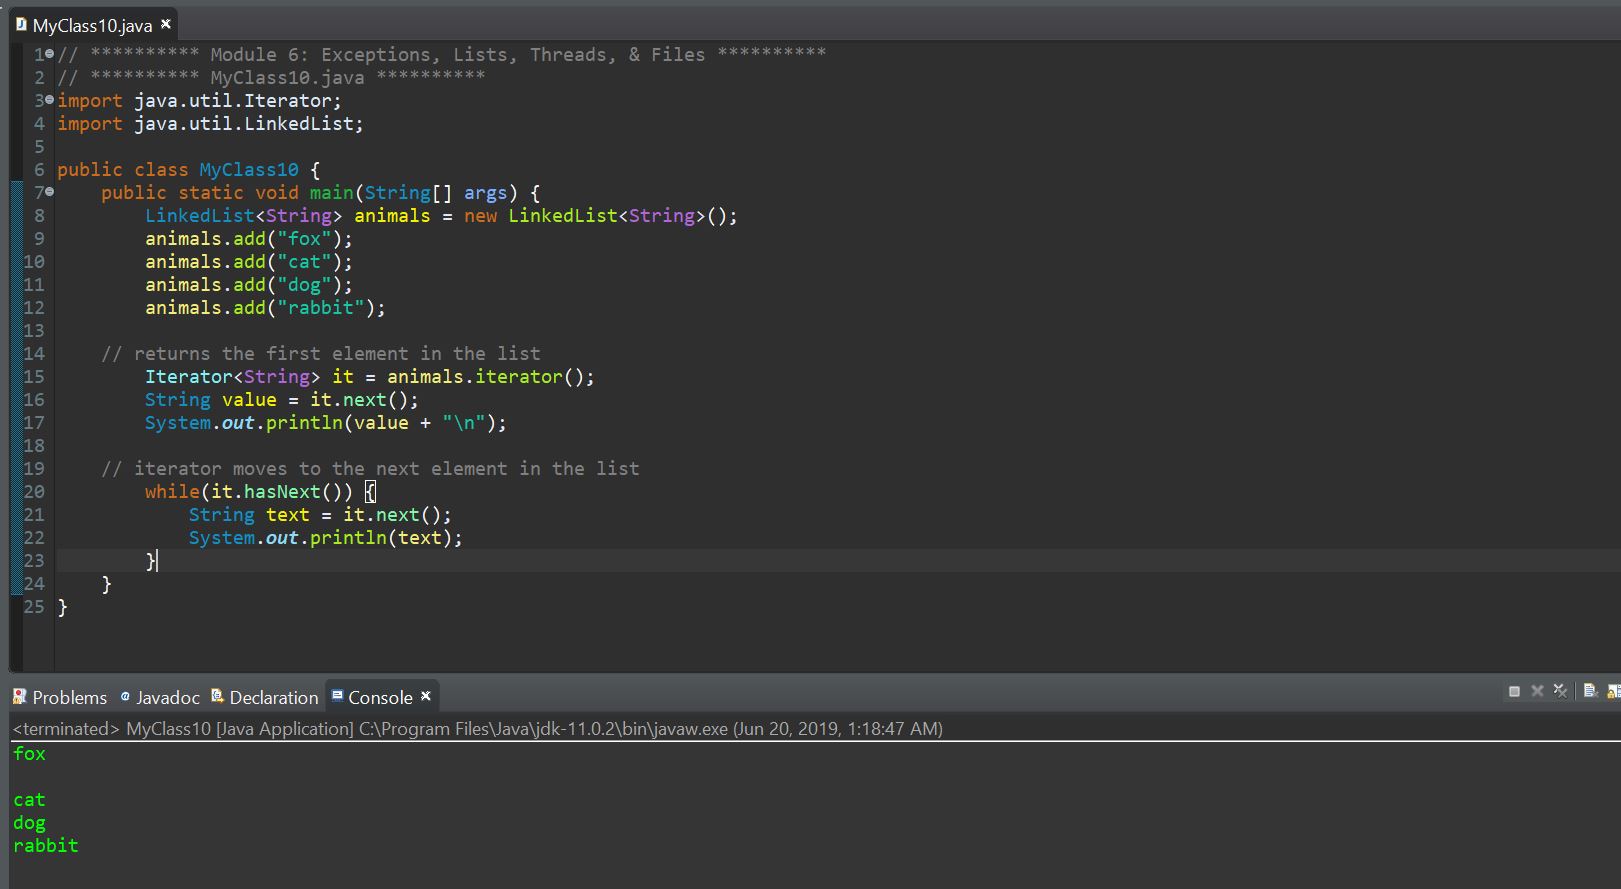 MyClass10.java
1 // ********** Module 6: Exceptions, Lists, Threads, & Files **********
2 // ********** MyClass10.java **********
3 import java.util.Iterator;
4 import java.util.LinkedList;
5
6 public class MyClass10 {
7     public static void main(String[] args) {
8         LinkedList<String> animals = new LinkedList<String>();
9         animals.add("fox");
10         animals.add("cat");
11         animals.add("dog");
12         animals.add("rabbit");
13
14     // returns the first element in the list
15         Iterator<String> it = animals.iterator();
16         String value = it.next();
17         System.out.println(value + "\n");
18
19     // iterator moves to the next element in the list
20         while(it.hasNext()) {
21             String text = it.next();
22             System.out.println(text);
23         }
24     }
25 }
Problems @ Javadoc Declaration Console
<terminated> MyClass10 [Java Application] C:\Program Files\Java\jdk-11.0.2\bin\javaw.exe (Jun 20, 2019, 1:18:47 AM)
fox

cat
dog
rabbit